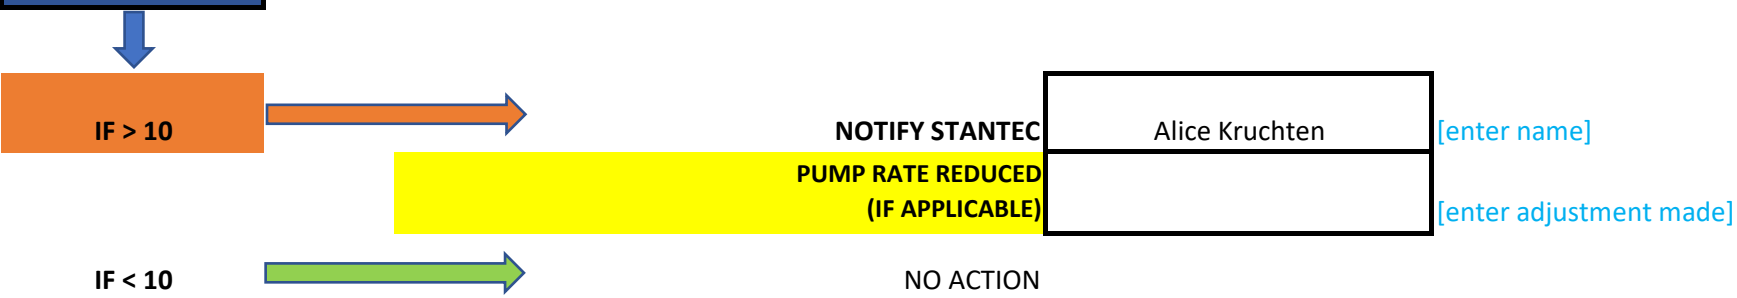 IF > 10
NOTIFY STANTEC
Alice Kruchten
[enter name]
PUMP RATE REDUCED
(IF APPLICABLE)
[enter adjustment made]
IF < 10
NO ACTION